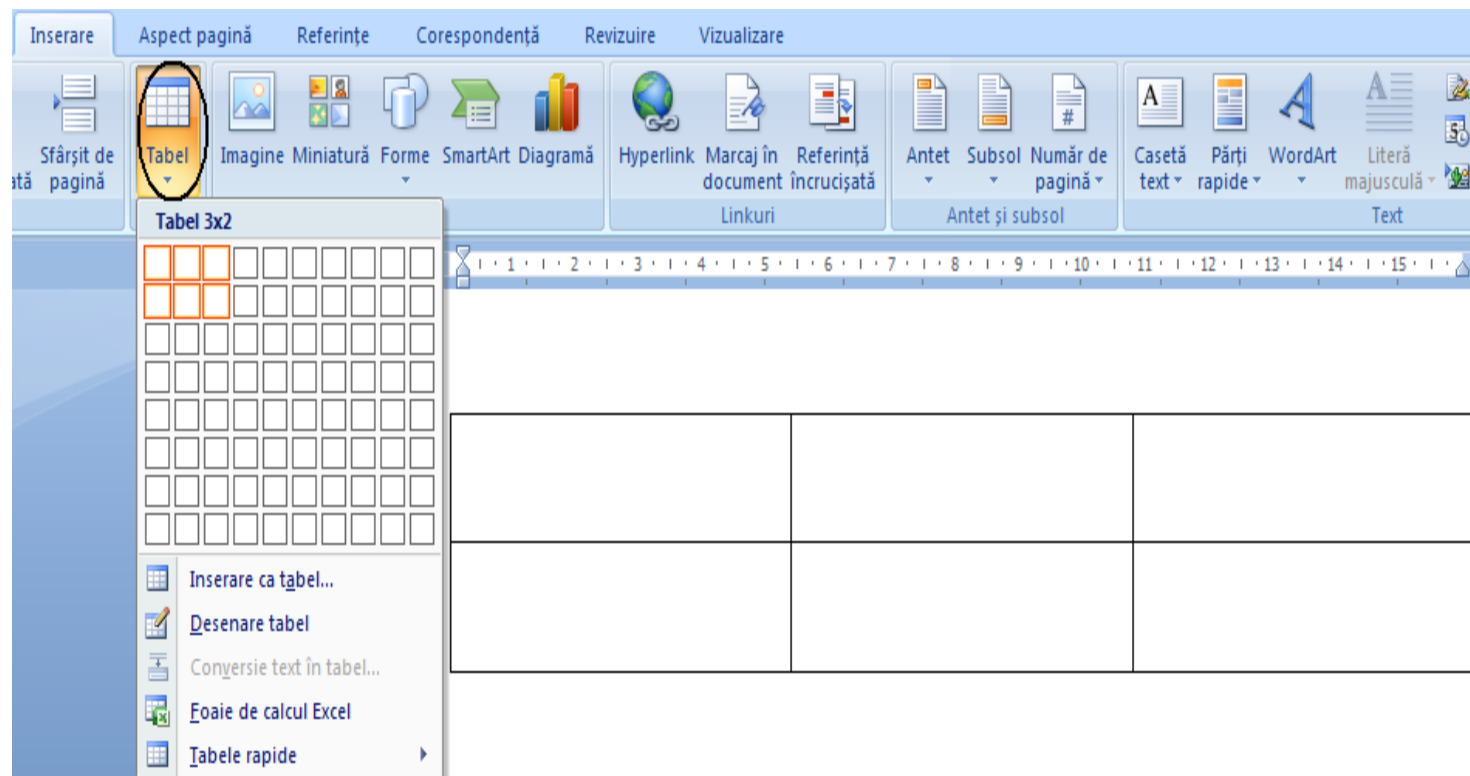 Inserare Aspect pagină Referințe Corespondență Revizuire Vizualizare
Sfârșit de Tabel Imagine Miniatură Forme SmartArt Diagramă Hyperlink Marcaj în Referință Antet Subsol Număr de Casetă Părți WordArt Literă
ată pagină document încrucișată pagină text rapide majusculă
Linkuri Antet și subsol Text
Tabel 3x2
1 2 3 4 5 6 7 8 9 10 11 12 13 14 15
Inserare ca tabel...
Desenare tabel
Conversie text în tabel...
Foaie de calcul Excel
Tabele rapide